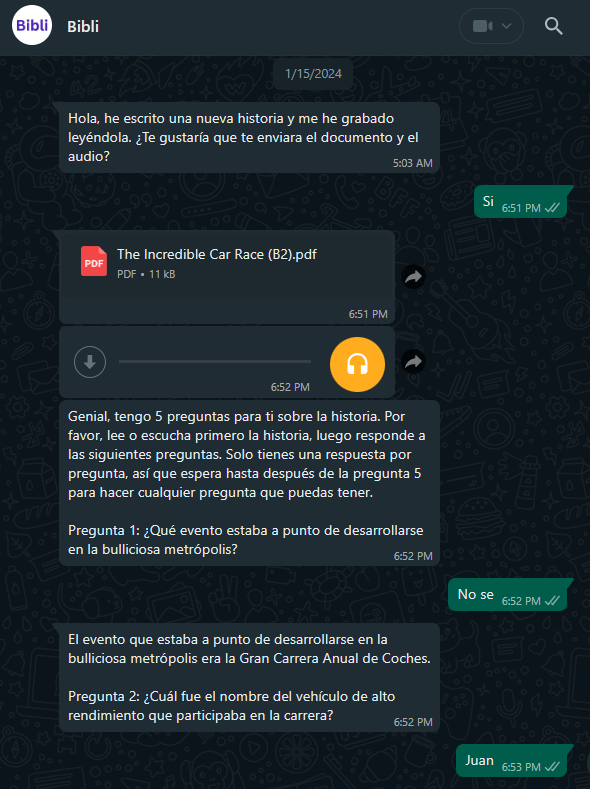 Bibli
Bibli
1/15/2024
Hola, he escrito una nueva historia y me he grabado
leyéndola. ¿Te gustaría que te enviara el documento y el
audio?
5:03 AM
Si
6:51 PM
The Incredible Car Race (B2).pdf
PDF
PDF • 11 kB
6:51 PM
6:52 PM
Genial, tengo 5 preguntas para ti sobre la historia. Por
favor, lee o escucha primero la historia, luego responde a
las siguientes preguntas. Solo tienes una respuesta por
pregunta, así que espera hasta después de la pregunta 5
para hacer cualquier pregunta que puedas tener.
Pregunta 1: ¿Qué evento estaba a punto de desarrollarse
en la bulliciosa metrópolis?
6:52 PM
No se
6:52 PM
El evento que estaba a punto de desarrollarse en la
bulliciosa metrópolis era la Gran Carrera Anual de Coches.
Pregunta 2: ¿Cuál fue el nombre del vehículo de alto
rendimiento que participaba en la carrera?
6:52 PM
Juan
6:53 PM